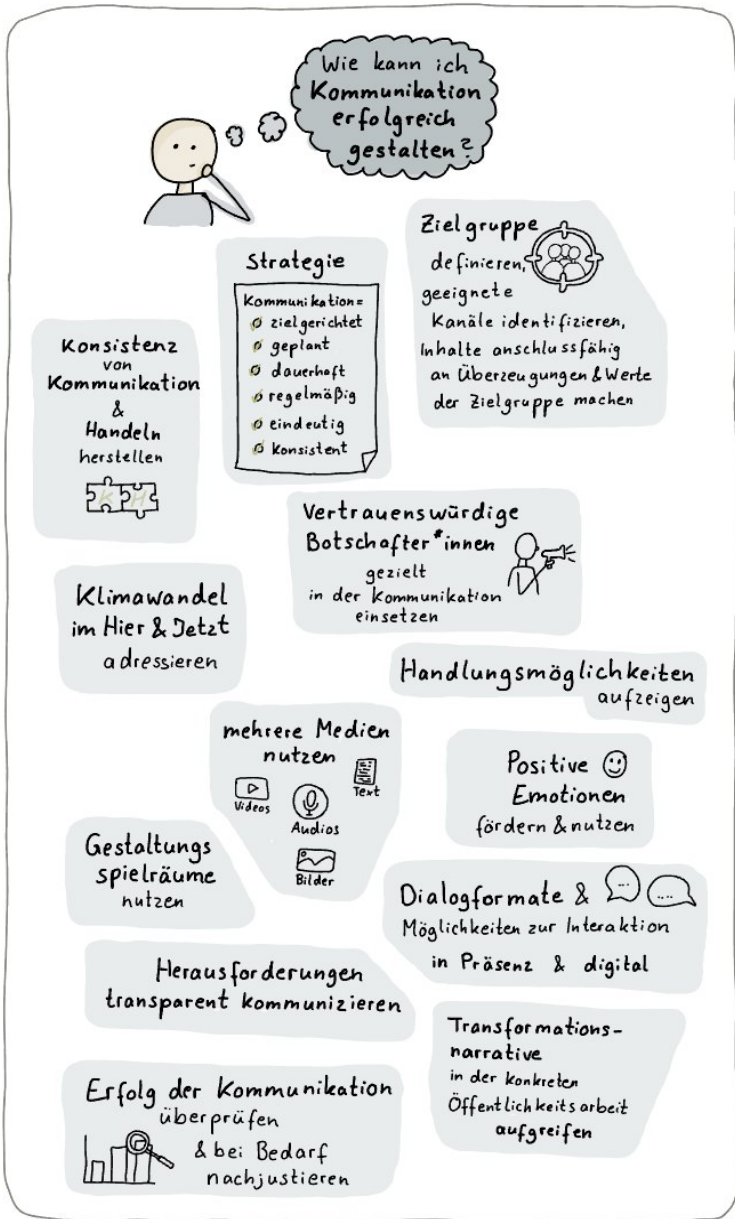 Wie kann ich
Kommunikation
erfolgreich
gestalten?
Zielgruppe
definieren,
geeignete
Kanäle identifizieren,
Inhalte anschlussfähig
an Überzeugungen & Werte
der Zielgruppe machen
Strategie
Kommunikation=
zielgerichtet
geplant
dauerhaft
regelmäßig
eindeutig
konsistent
Konsistenz
von
Kommunikation
&
Handeln
herstellen
K H
Vertrauenswürdige
Botschafter*innen
gezielt
in der Kommunikation
einsetzen
Klimawandel
im Hier & Jetzt
adressieren
Handlungsmöglichkeiten
aufzeigen
mehrere Medien
nutzen
Videos
Audios
Text
Bilder
Positive
Emotionen
fördern & nutzen
Gestaltungs
spielräume
nutzen
Dialogformate &
Möglichkeiten zur Interaktion
in Präsenz & digital
Herausforderungen
transparent kommunizieren
Transformations-
narrative
in der konkreten
Öffentlichkeitsarbeit
aufgreifen
Erfolg der Kommunikation
überprüfen
& bei Bedarf
nachjustieren